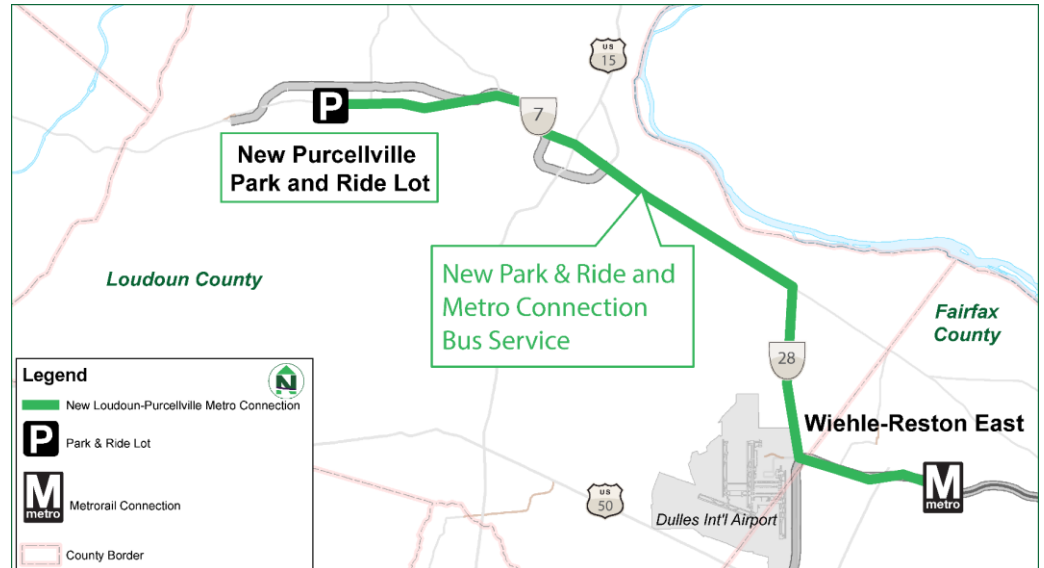 US
15
P
7
New Purcellville
Park and Ride Lot
Loudoun County
New Park & Ride and
Metro Connection
Bus Service
Fairfax
County
28
Wiehle-Reston East
M
metro
US
50
Dulles Int'l Airport
Legend
N
New Loudoun-Purcellville Metro Connection
P
Park & Ride Lot
M
metro
Metrorail Connection
County Border